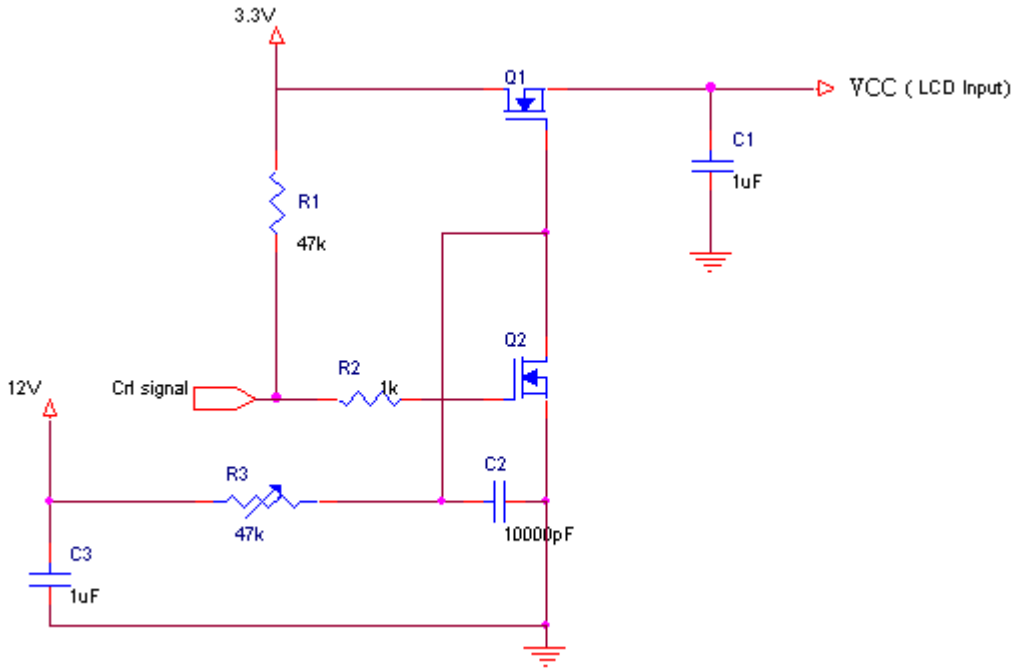 3.3V
Q1
VCC ( LCD Input)
C1
1uF
R1
47k
Q2
R2
1k
12V
Crl signal
R3
47k
C2
10000pF
C3
1uF